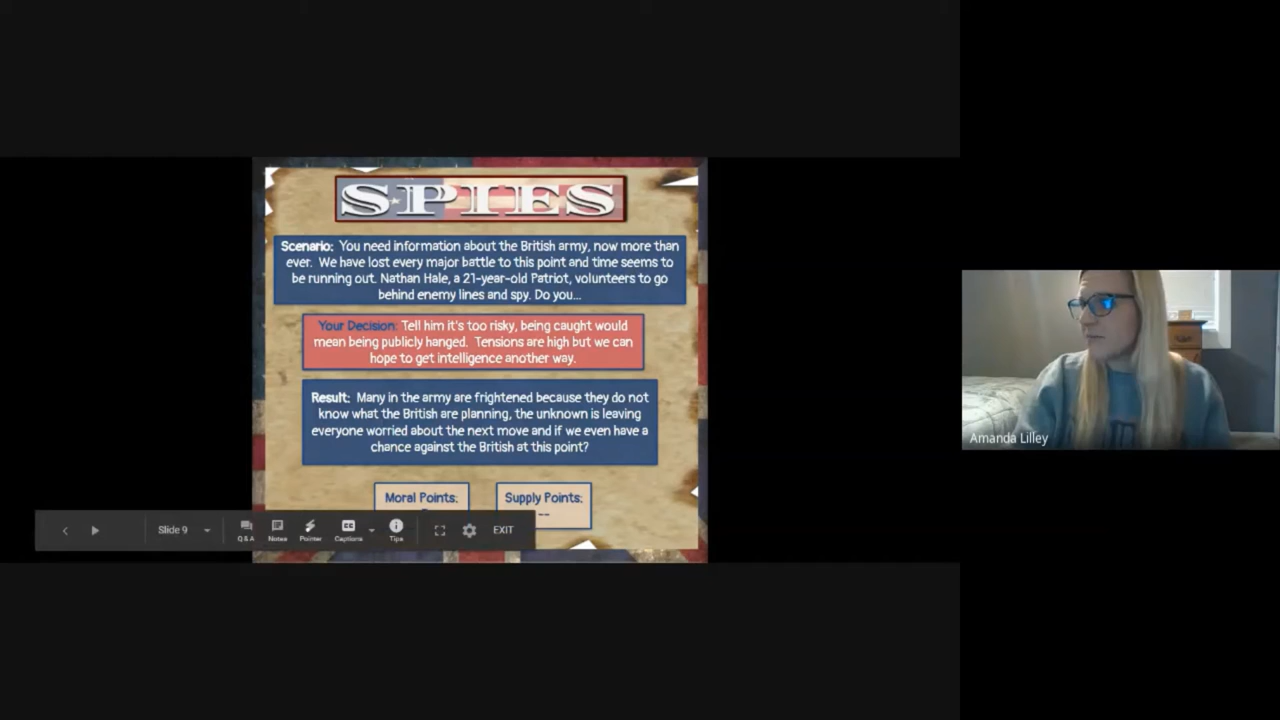 SPIES
Scenario: You need information about the British army, now more than
ever. We have lost every major battle to this point and time seems to
be running out. Nathan Hale, a 21-year-old Patriot, volunteers to go
behind enemy lines and spy. Do you...
Your Decision: Tell him it's too risky, being caught would
mean being publicly hanged. Tensions are high but we can
hope to get intelligence another way.
Result: Many in the army are frightened because they do not
know what the British are planning, the unknown is leaving
everyone worried about the next move and if we even have a
chance against the British at this point?
Moral Points:
Supply Points:
--
Slide 9
Q & A
Notes
Pointer
Captions
Tips
EXIT
CC
Amanda Lilley